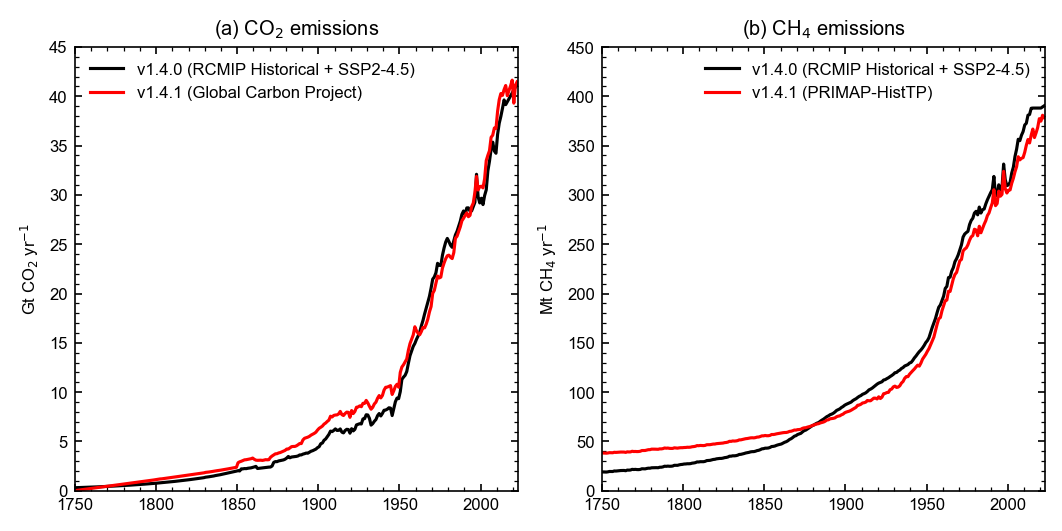 (a) CO₂ emissions
Gt CO₂ yr⁻¹
45
40
35
30
25
20
15
10
5
0
v1.4.0 (RCMIP Historical + SSP2-4.5)
v1.4.1 (Global Carbon Project)
1750 1800 1850 1900 1950 2000
(b) CH₄ emissions
Mt CH₄ yr⁻¹
450
400
350
300
250
200
150
100
50
0
v1.4.0 (RCMIP Historical + SSP2-4.5)
v1.4.1 (PRIMAP-HistTP)
1750 1800 1850 1900 1950 2000